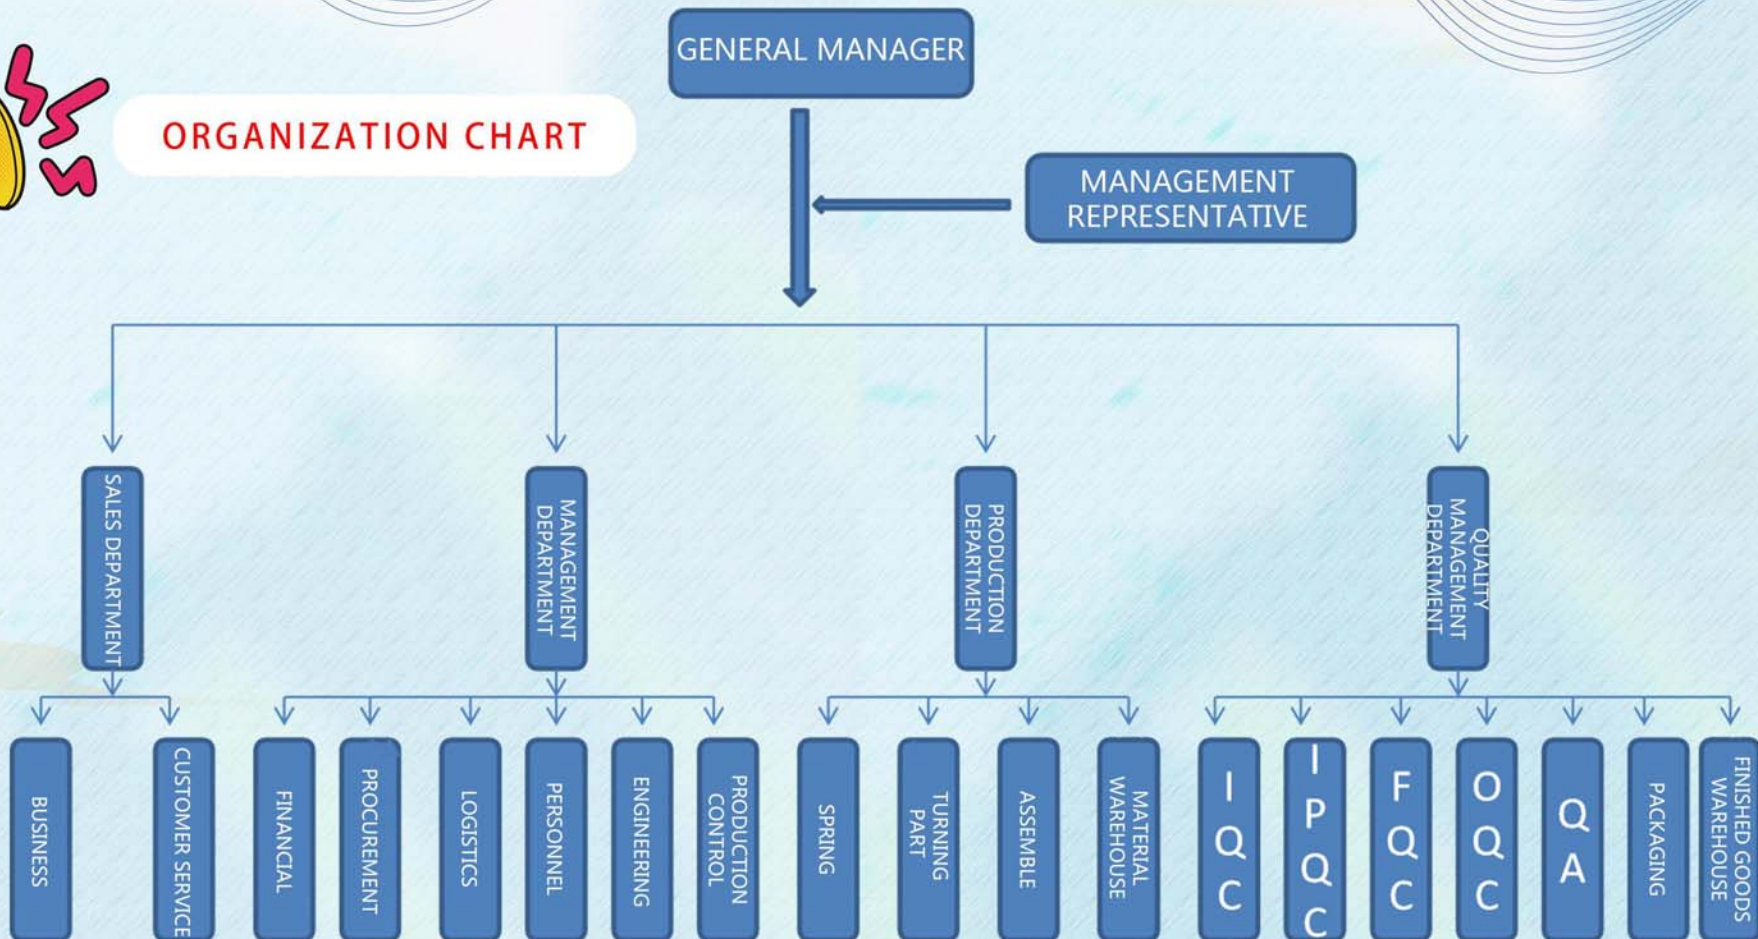 GENERAL MANAGER
ORGANIZATION CHART
MANAGEMENT
REPRESENTATIVE
SALES DEPARTMENT
MANAGEMENT
DEPARTMENT
PRODUCTION
DEPARTMENT
QUALITY
MANAGEMENT
DEPARTMENT
BUSINESS
CUSTOMER SERVICE
FINANCIAL
PROCUREMENT
LOGISTICS
PERSONNEL
ENGINEERING
PRODUCTION
CONTROL
SPRING
TURNING
PART
ASSEMBLE
MATERIAL
WAREHOUSE
IQC
IPQC
FQC
OQC
QA
PACKAGING
FINISHED GOODS
WAREHOUSE